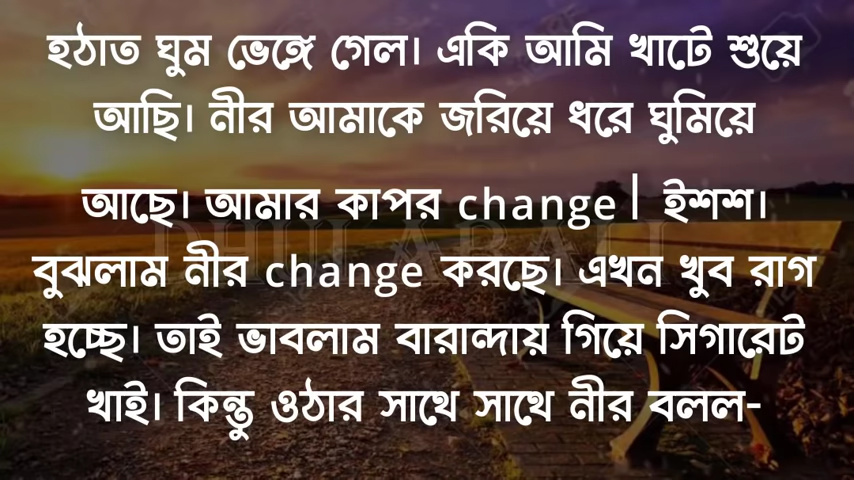 হঠাত ঘুম ভেঙ্গে গেল। একি আমি খাটে শুয়ে
আছি। নীর আমাকে জরিয়ে ধরে ঘুমিয়ে
আছে। আমার কাপর change| ইশশ।
বুঝলাম নীর change করছে। এখন খুব রাগ
হচ্ছে। তাই ভাবলাম বারান্দায় গিয়ে সিগারেট
খাই। কিন্তু ওঠার সাথে সাথে নীর বলল-